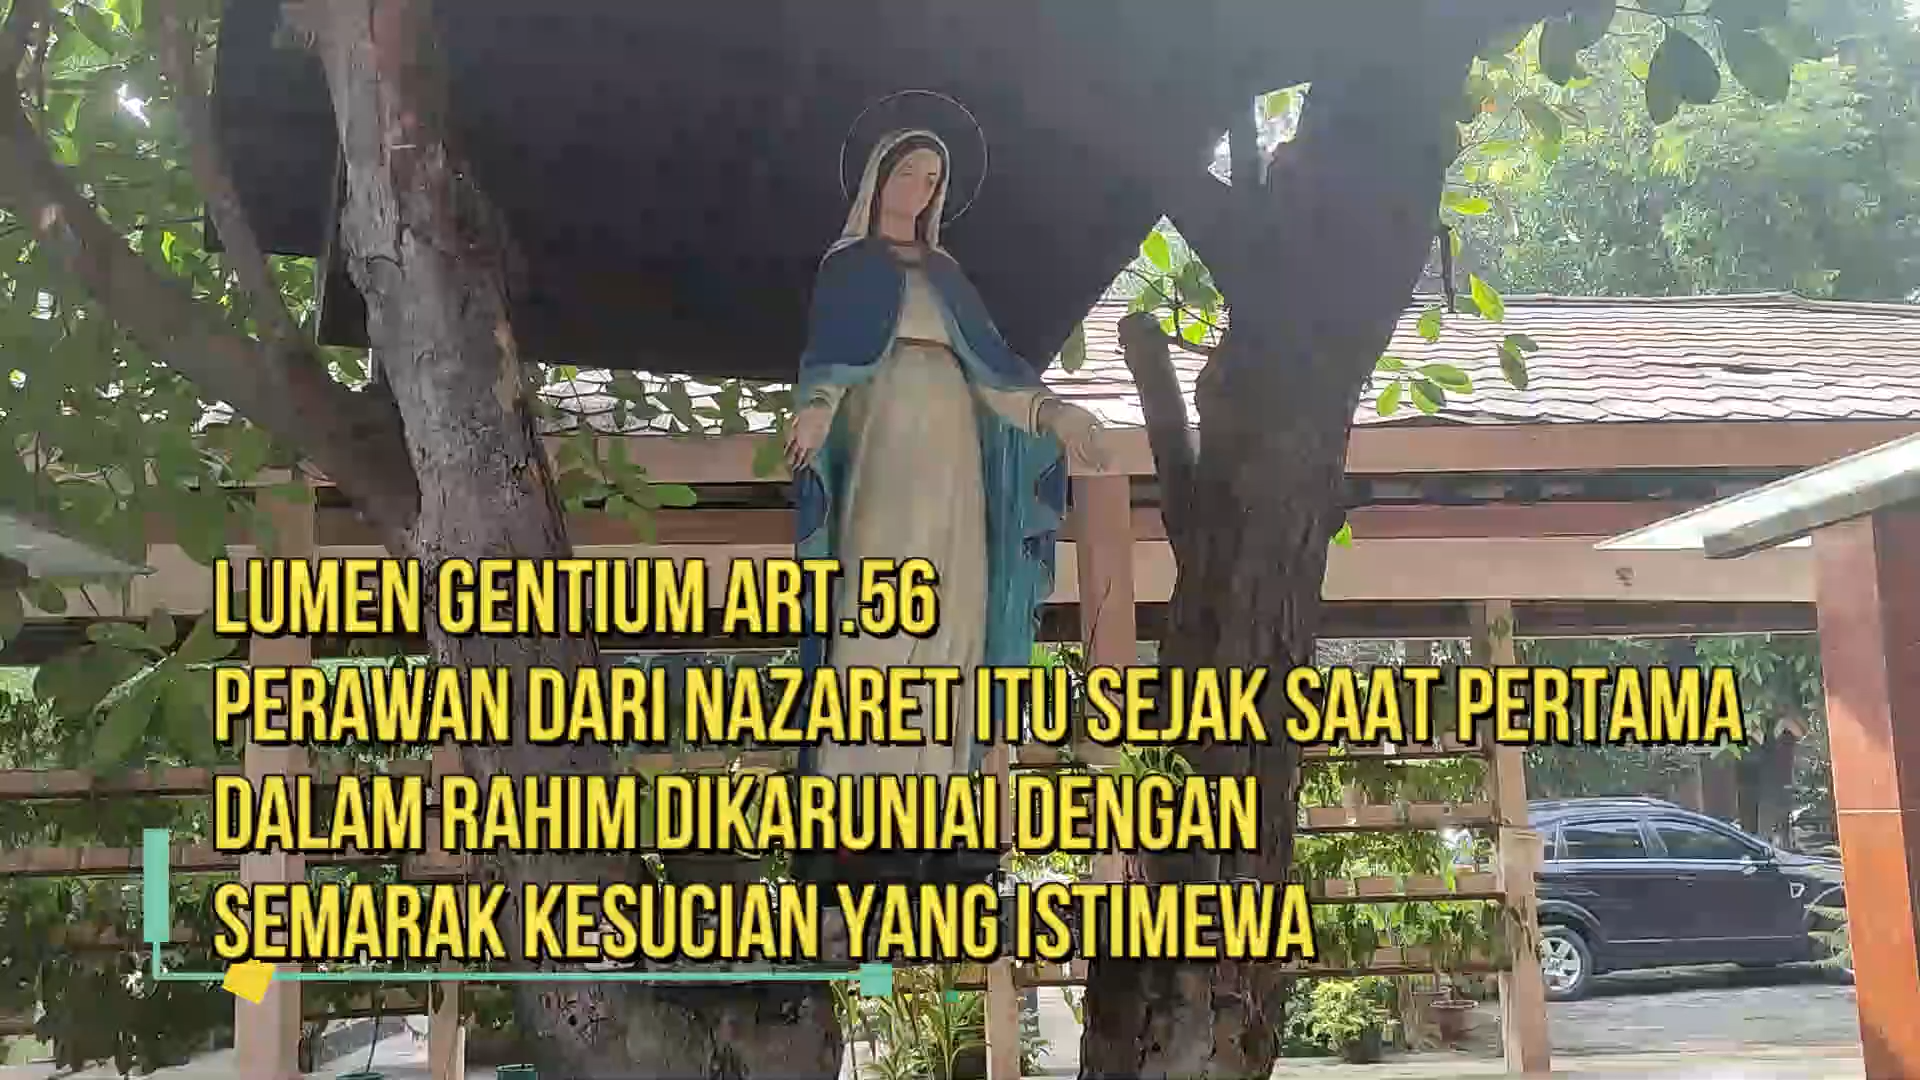 LUMEN GENTIUM ART.56
PERAWAN DARI NAZARET ITU SEJAK SAAT PERTAMA
DALAM RAHIM DIKARUNIAI DENGAN
SEMARAK KESUCIAN YANG ISTIMEWA